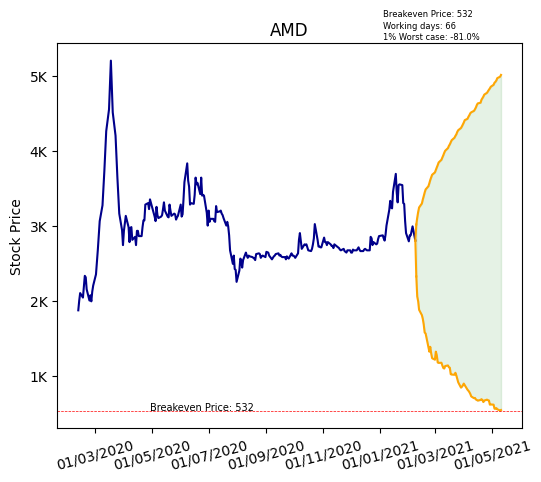 Breakeven Price: 532
Working days: 66
1% Worst case: -81.0%
AMD
Stock Price
5K
4K
3K
2K
1K
Breakeven Price: 532
01/03/2020
01/05/2020
01/07/2020
01/09/2020
01/11/2020
01/01/2021
01/03/2021
01/05/2021